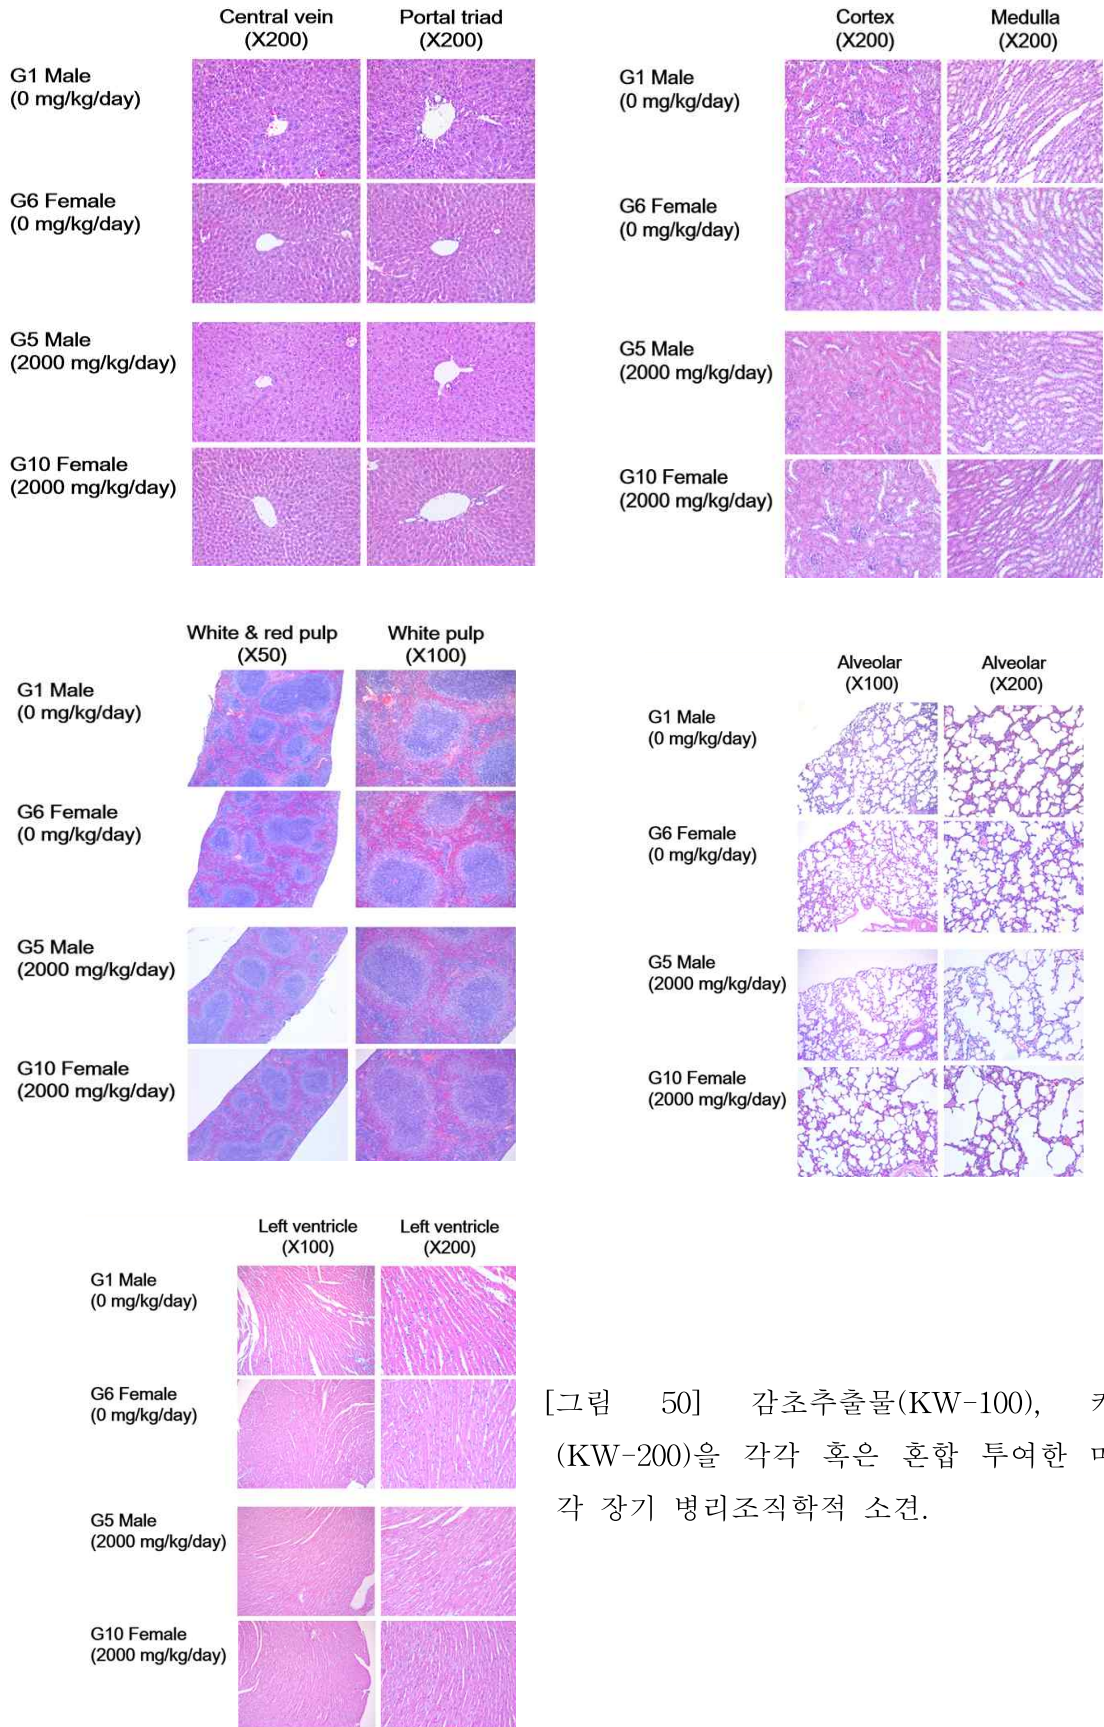 Central vein
(X200)
Portal triad
(X200)
G1 Male
(0 mg/kg/day)
G6 Female
(0 mg/kg/day)
G5 Male
(2000 mg/kg/day)
G10 Female
(2000 mg/kg/day)
Cortex
(X200)
Medulla
(X200)
G1 Male
(0 mg/kg/day)
G6 Female
(0 mg/kg/day)
G5 Male
(2000 mg/kg/day)
G10 Female
(2000 mg/kg/day)
White & red pulp
(X50)
White pulp
(X100)
G1 Male
(0 mg/kg/day)
G6 Female
(0 mg/kg/day)
G5 Male
(2000 mg/kg/day)
G10 Female
(2000 mg/kg/day)
Alveolar
(X100)
Alveolar
(X200)
G1 Male
(0 mg/kg/day)
G6 Female
(0 mg/kg/day)
G5 Male
(2000 mg/kg/day)
G10 Female
(2000 mg/kg/day)
Left ventricle
(X100)
Left ventricle
(X200)
G1 Male
(0 mg/kg/day)
G6 Female
(0 mg/kg/day)
G5 Male
(2000 mg/kg/day)
G10 Female
(2000 mg/kg/day)
[그림 50] 감초추출물(KW-100),
(KW-200)을 각각 혹은 혼합 투여한
각 장기 병리조직학적 소견.